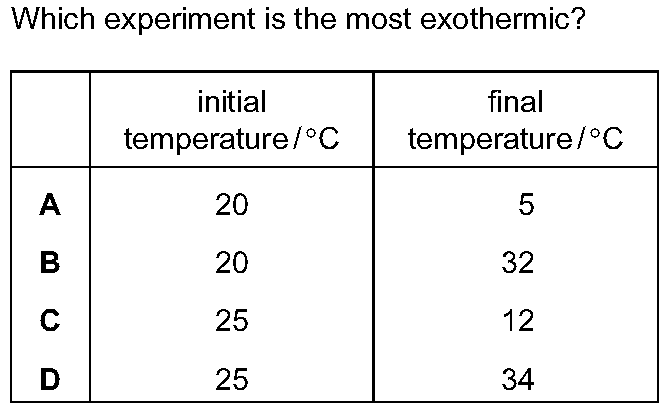 Which experiment is the most exothermic?
initial temperature / °C final temperature / °C
A 20 5
B 20 32
C 25 12
D 25 34